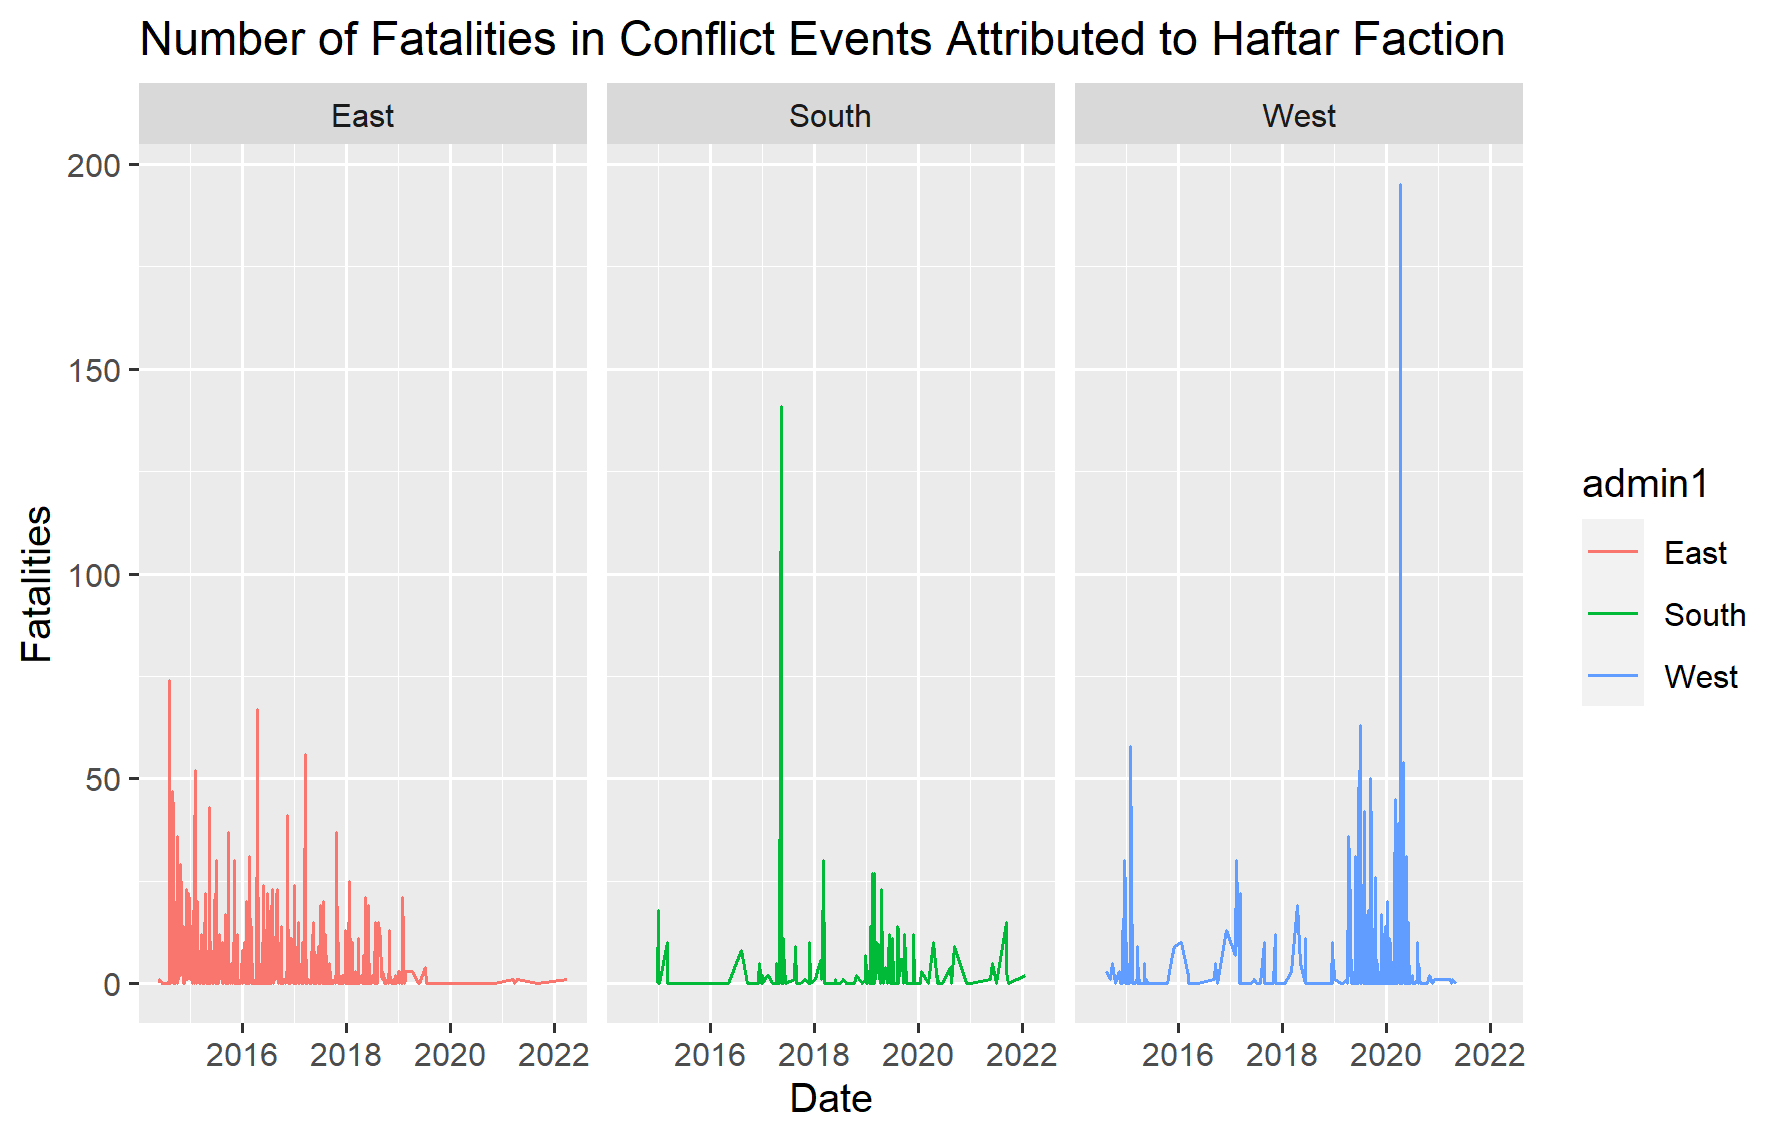 Number of Fatalities in Conflict Events Attributed to Haftar Faction
East South West
200
150
100
50
0
Fatalities
2016 2018 2020 2022 2016 2018 2020 2022 2016 2018 2020 2022
Date
admin1
East
South
West